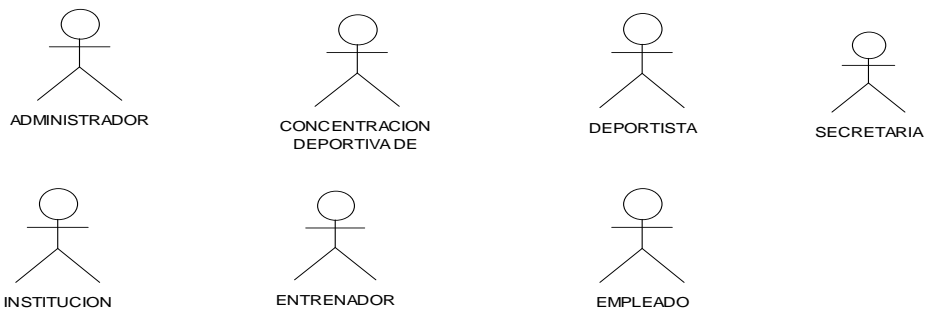 ADMINISTRADOR
CONCENTRACION
DEPORTIVA DE
DEPORTISTA
SECRETARIA
INSTITUCION
ENTRENADOR
EMPLEADO